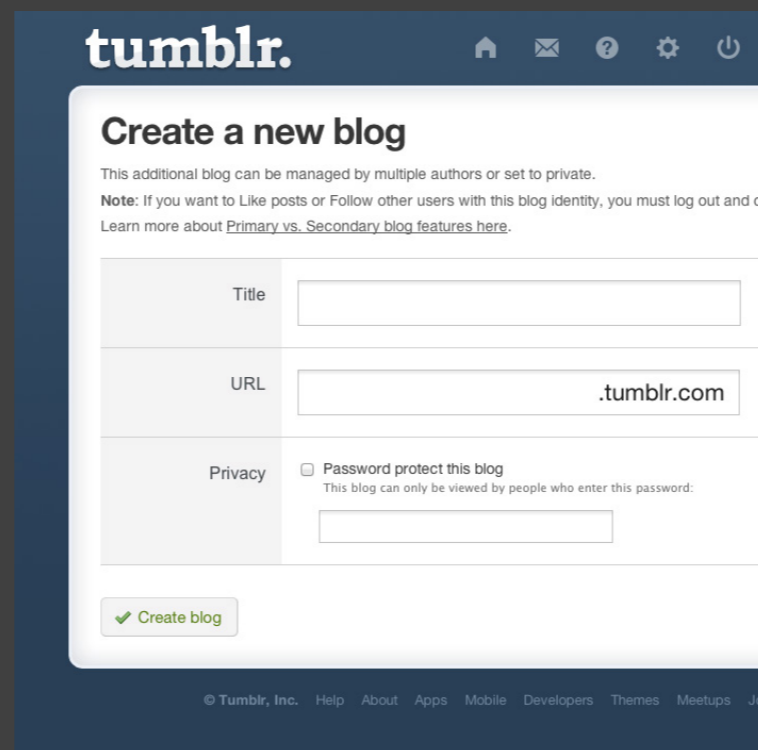 tumblr.
Create a new blog
This additional blog can be managed by multiple authors or set to private.
Note: If you want to Like posts or Follow other users with this blog identity, you must log out and
Learn more about Primary vs. Secondary blog features here.
Title
URL
.tumblr.com
Privacy
Password protect this blog
This blog can only be viewed by people who enter this password:
Create blog
© Tumblr, Inc. Help About Apps Mobile Developers Themes Meetups